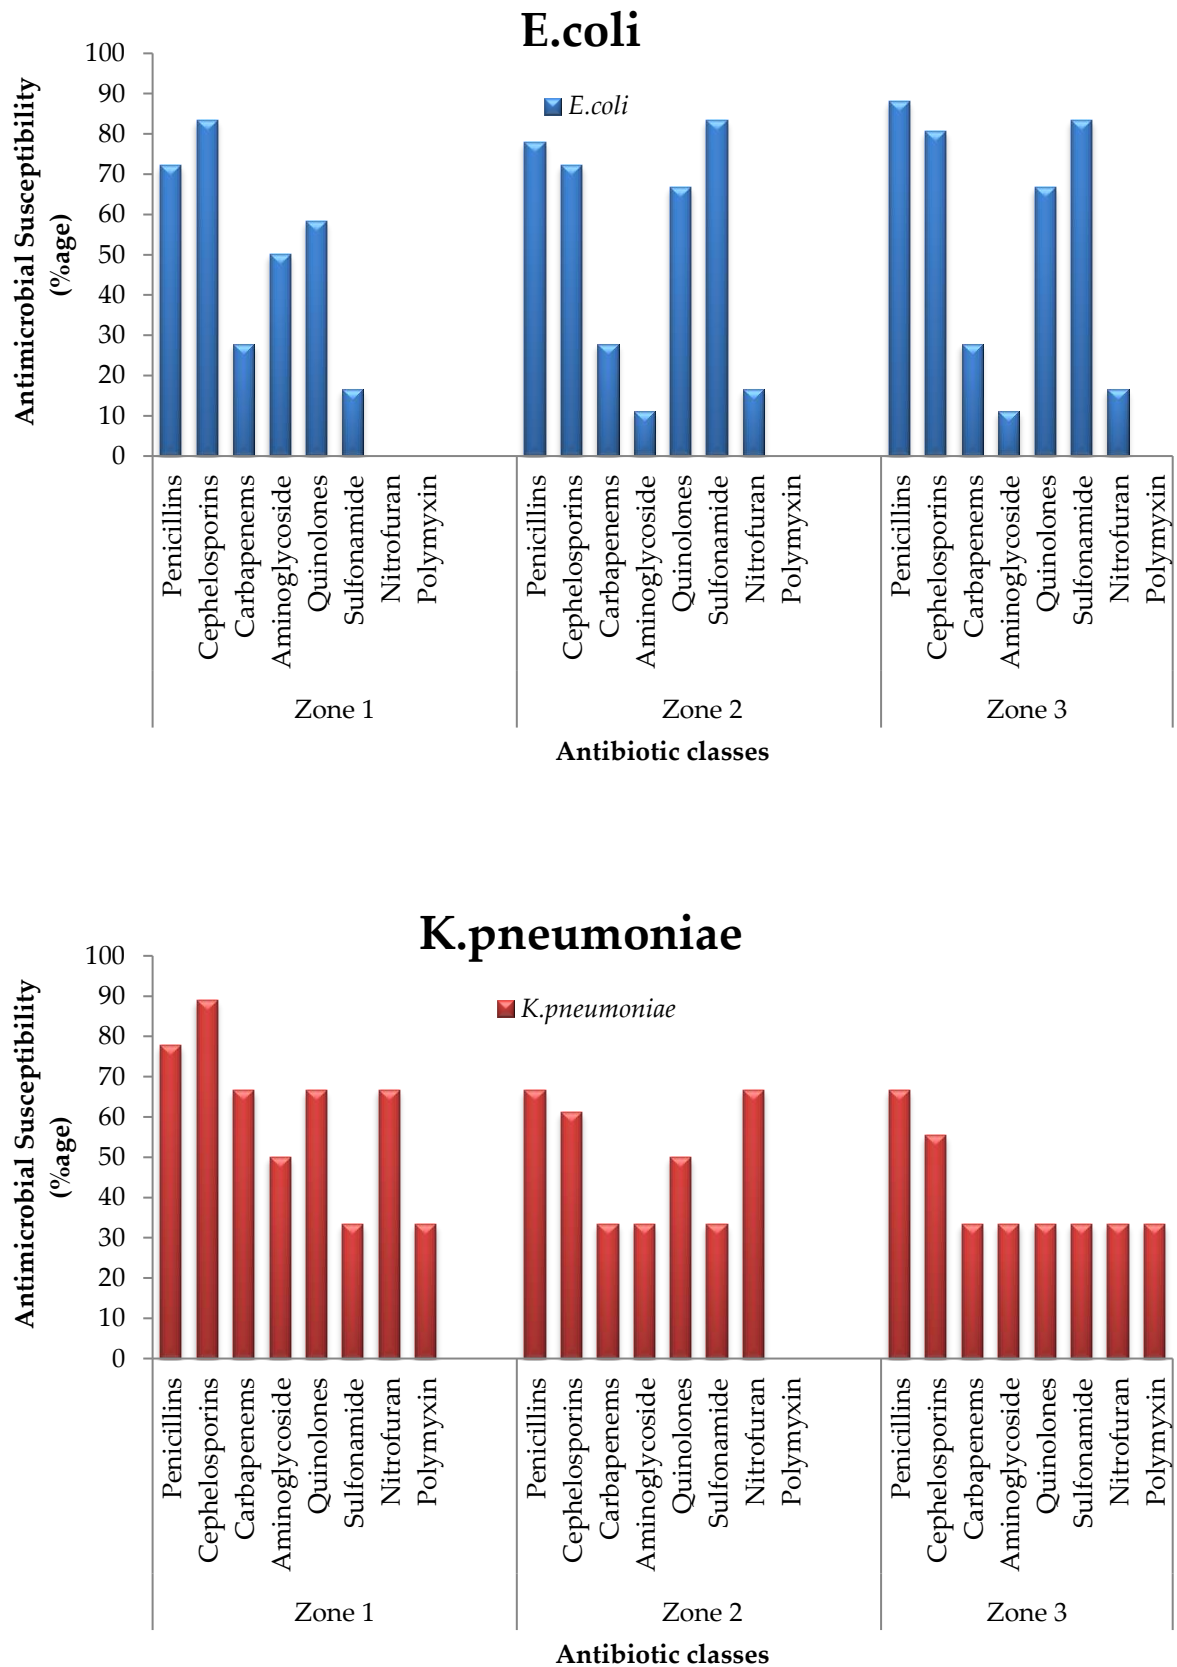 E.coli
E.coli
Antimicrobial Susceptibility
(%age)
100
90
80
70
60
50
40
30
20
10
0
Penicillins
Cephelosporins
Carbapenems
Aminoglycoside
Quinolones
Sulfonamide
Nitrofuran
Polymyxin
Penicillins
Cephelosporins
Carbapenems
Aminoglycoside
Quinolones
Sulfonamide
Nitrofuran
Polymyxin
Penicillins
Cephelosporins
Carbapenems
Aminoglycoside
Quinolones
Sulfonamide
Nitrofuran
Polymyxin
Zone 1
Zone 2
Zone 3
Antibiotic classes
K.pneumoniae
K.pneumoniae
Antimicrobial Susceptibility
(%age)
100
90
80
70
60
50
40
30
20
10
0
Penicillins
Cephelosporins
Carbapenems
Aminoglycoside
Quinolones
Sulfonamide
Nitrofuran
Polymyxin
Penicillins
Cephelosporins
Carbapenems
Aminoglycoside
Quinolones
Sulfonamide
Nitrofuran
Polymyxin
Penicillins
Cephelosporins
Carbapenems
Aminoglycoside
Quinolones
Sulfonamide
Nitrofuran
Polymyxin
Zone 1
Zone 2
Zone 3
Antibiotic classes